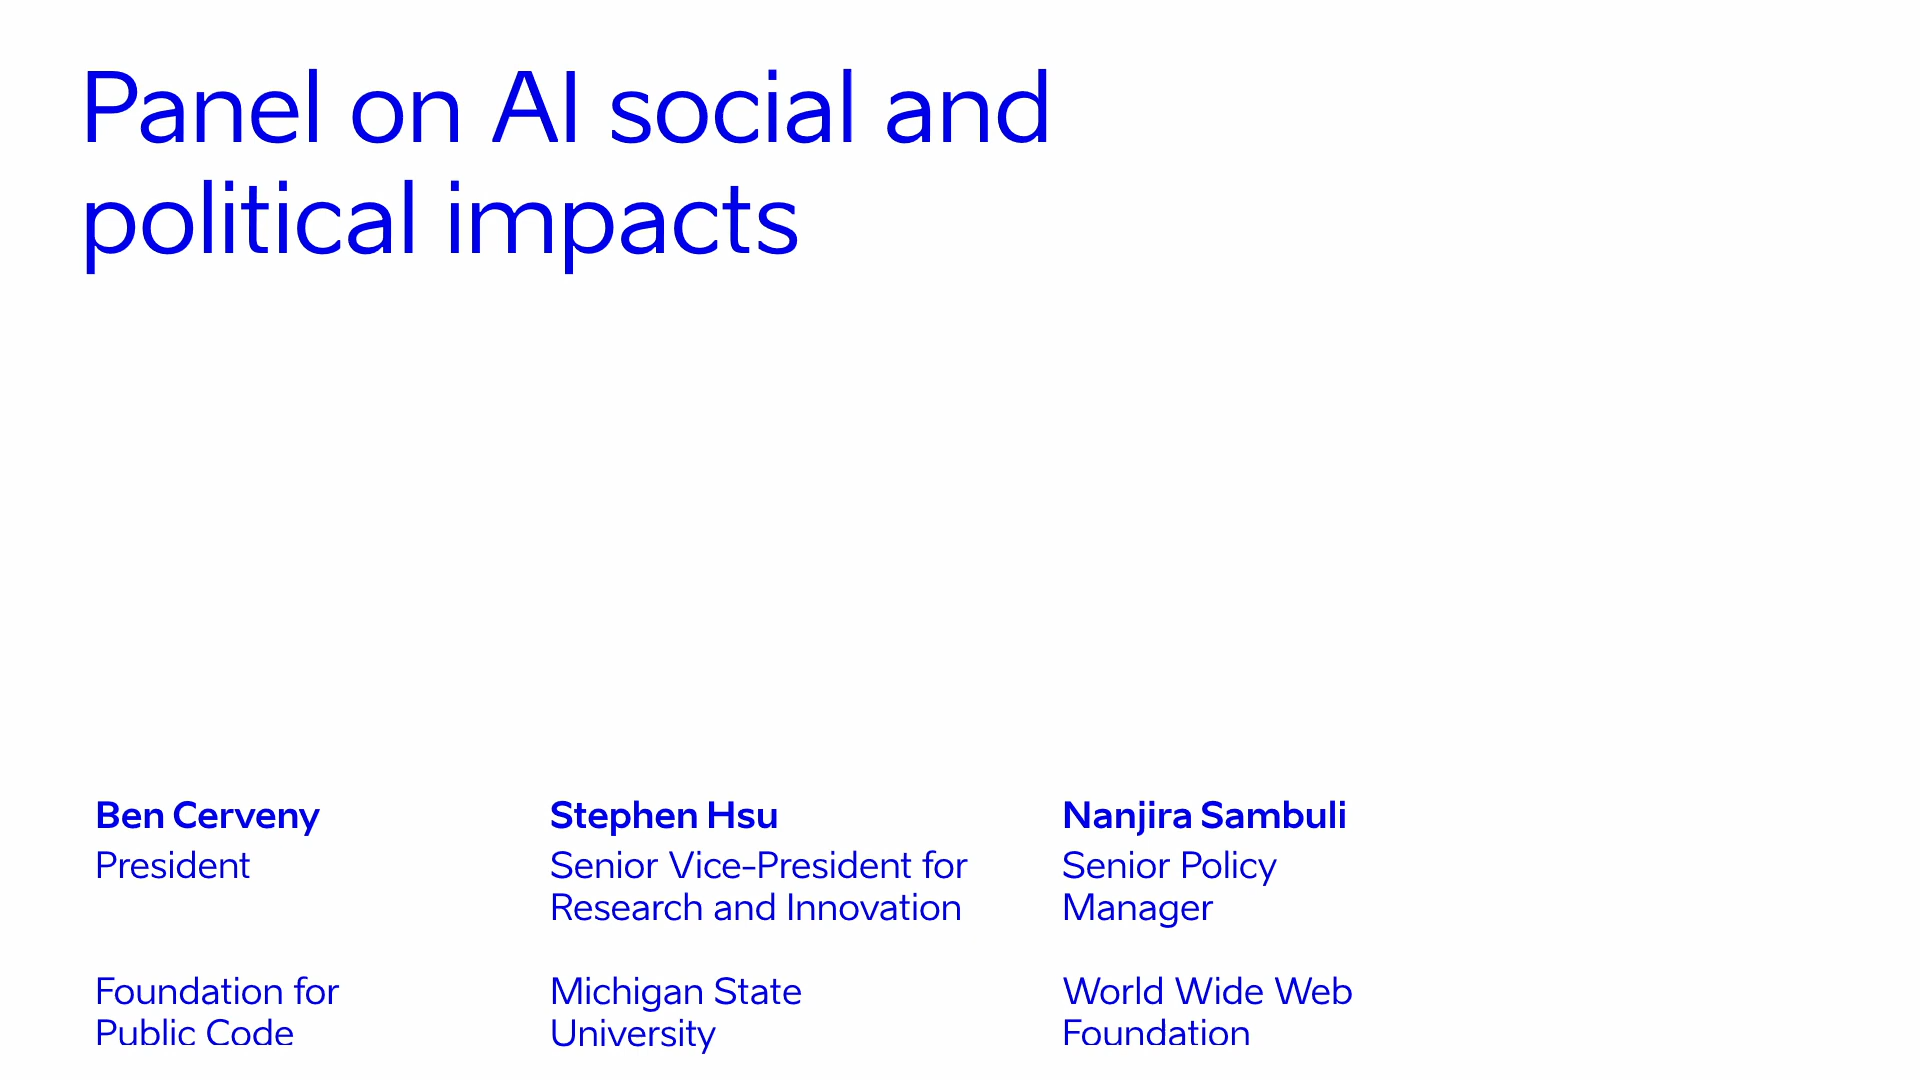 Panel on AI social and
political impacts
Ben Cerveny
President
Foundation for
Public Code
Stephen Hsu
Senior Vice-President for
Research and Innovation
Michigan State
University
Nanjira Sambuli
Senior Policy
Manager
World Wide Web
Foundation